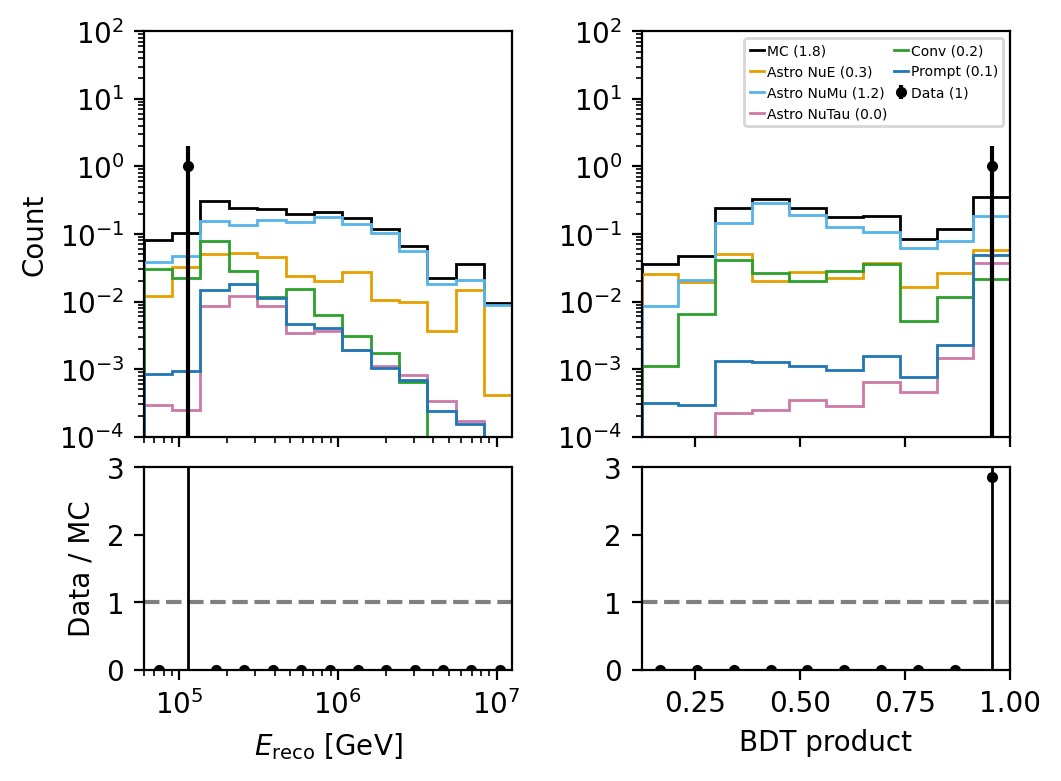 10² 10¹ 10⁰ 10⁻¹ 10⁻² 10⁻³ 10⁻⁴
Count
10² 10¹ 10⁰ 10⁻¹ 10⁻² 10⁻³ 10⁻⁴
MC (1.8)
Astro NuE (0.3)
Astro NuMu (1.2)
Astro NuTau (0.0)
Conv (0.2)
Prompt (0.1)
Data (1)
3 2 1 0
Data / MC
10⁵ 10⁶ 10⁷
E_reco [GeV]
3 2 1 0
0.25 0.50 0.75 1.00
BDT product